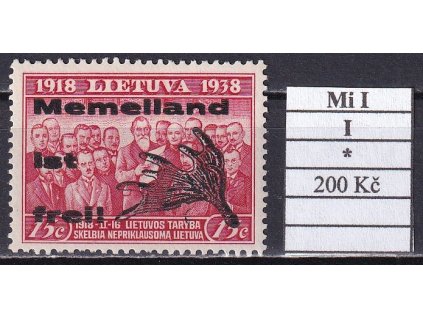 1918 LIETUVA 1938
Memelland
ist
frei!
15c 1918-II-16 LIETUVOS TARYBA 15c
SKELBIA NEPRIKLAUSOMA LIETUVA
Mi I
I
*
200 Kč